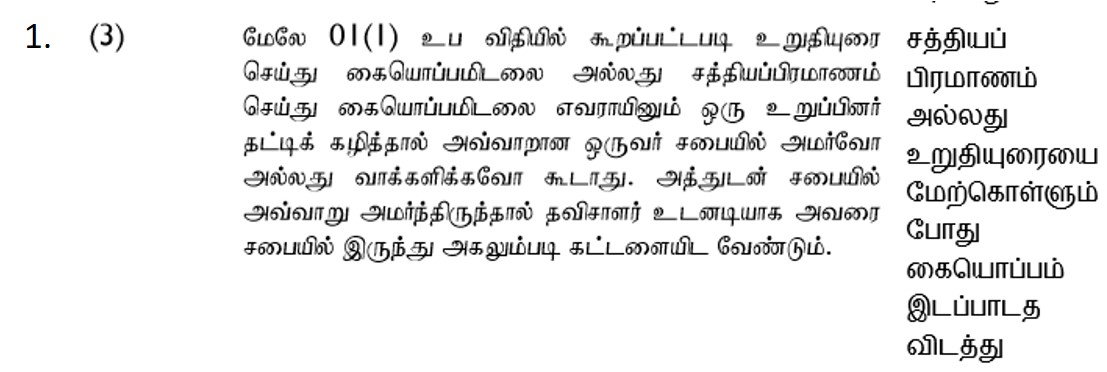 1. (3) மேலே 01(1) உப விதியில் கூறப்பட்டபடி உறுதியுரை
செய்து கையொப்பமிடலை அல்லது சத்தியப்பிரமாணம்
செய்து கையொப்பமிடலை எவராயினும் ஒரு உறுப்பினர்
தட்டிக் கழித்தால் அவ்வாறான ஒருவர் சபையில் அமர்வோ
அல்லது வாக்களிக்கவோ கூடாது. அத்துடன் சபையில்
அவ்வாறு அமர்ந்திருந்தால் தவிசாளர் உடனடியாக அவரை
சபையில் இருந்து அகலும்படி கட்டளையிட வேண்டும்.
சத்தியப்
பிரமாணம்
அல்லது
உறுதியுரையை
மேற்கொள்ளும்
போது
கையொப்பம்
இடப்பாடத
விடத்து